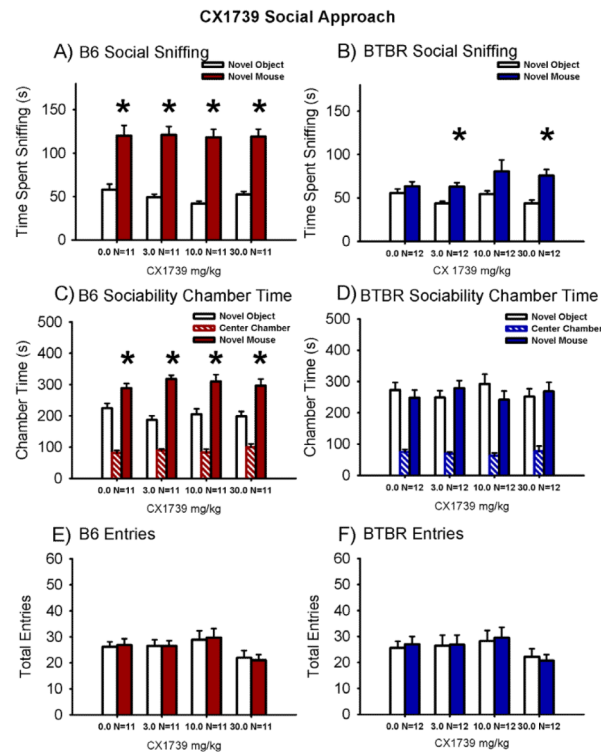 CX1739 Social Approach
A) B6 Social Sniffing
Novel Object
Novel Mouse
Time Spent Sniffing (s)
150
100
50
0
* * * *
0.0 N=11 3.0 N=11 10.0 N=11 30.0 N=11
CX1739 mg/kg
B) BTBR Social Sniffing
Novel Object
Novel Mouse
Time Spent Sniffing (s)
150
100
50
0
* *
0.0 N=12 3.0 N=12 10.0 N=12 30.0 N=12
CX 1739 mg/kg
C) B6 Sociability Chamber Time
Novel Object
Center Chamber
Novel Mouse
Chamber Time (s)
500
400
300
200
100
0
* * * *
0.0 N=11 3.0 N=11 10.0 N=11 30.0 N=11
CX1739 mg/kg
D) BTBR Sociability Chamber Time
Novel Object
Center Chamber
Novel Mouse
Chamber Time (s)
500
400
300
200
100
0
0.0 N=12 3.0 N=12 10.0 N=12 30.0 N=12
CX1739 mg/kg
E) B6 Entries
Total Entries
60
50
40
30
20
10
0
0.0 N=11 3.0 N=11 10.0 N=11 30.0 N=11
CX1739 mg/kg
F) BTBR Entries
Total Entries
60
50
40
30
20
10
0
0.0 N=12 3.0 N=12 10.0 N=12 30.0 N=12
CX1739 mg/kg